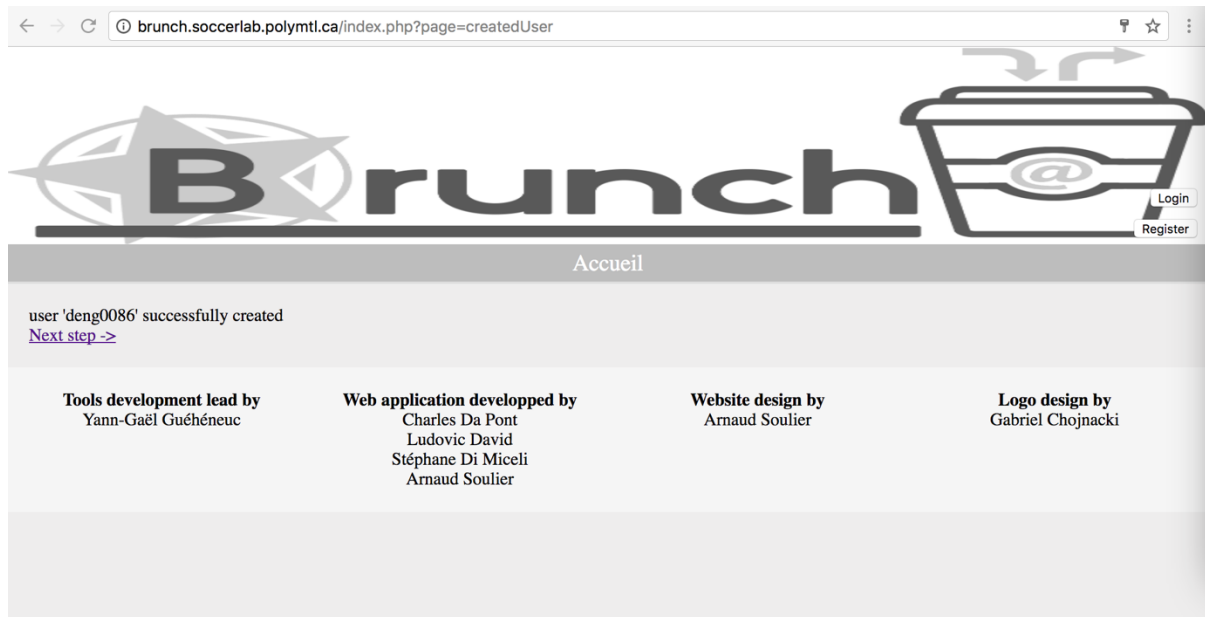 brunch.soccerlab.polymtl.ca/index.php?page=createdUser
Brunch
@
Login
Register
Accueil
user 'deng0086' successfully created
Next step ->
Tools development lead by
Yann-Gaël Guéhéneuc
Web application developped by
Charles Da Pont
Ludovic David
Stéphane Di Miceli
Arnaud Soulier
Website design by
Arnaud Soulier
Logo design by
Gabriel Chojnacki